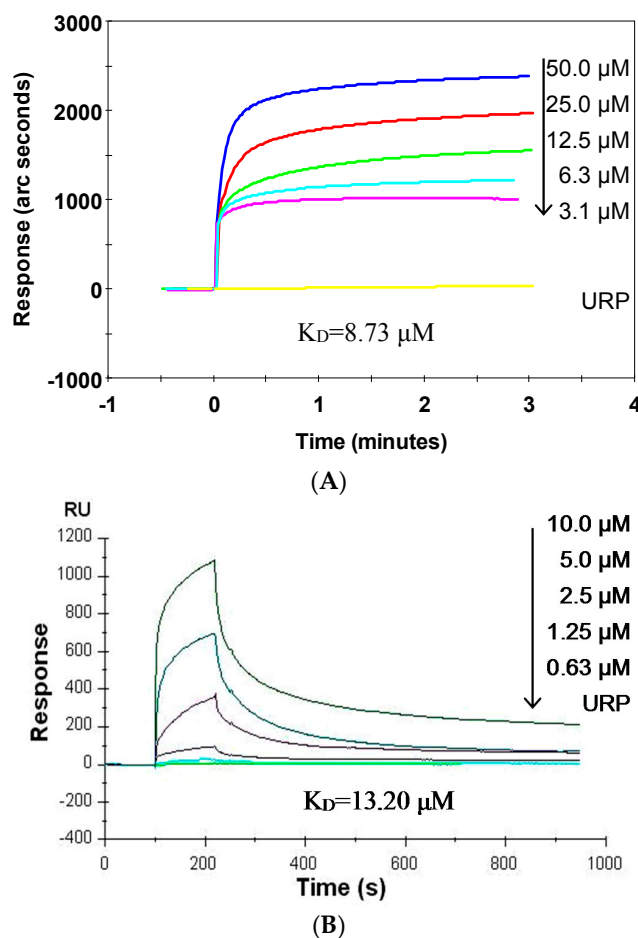 3000
2000
1000
0
-1000
Response (arc seconds)
-1
0
1
2
3
4
Time (minutes)
50.0 µM
25.0 µM
12.5 µM
6.3 µM
3.1 µM
URP
KD=8.73 µM
(A)
RU
1200
1000
800
600
400
200
0
-200
-400
Response
0
200
400
600
800
1000
Time (s)
10.0 µM
5.0 µM
2.5 µM
1.25 µM
0.63 µM
URP
KD=13.20 µM
(B)